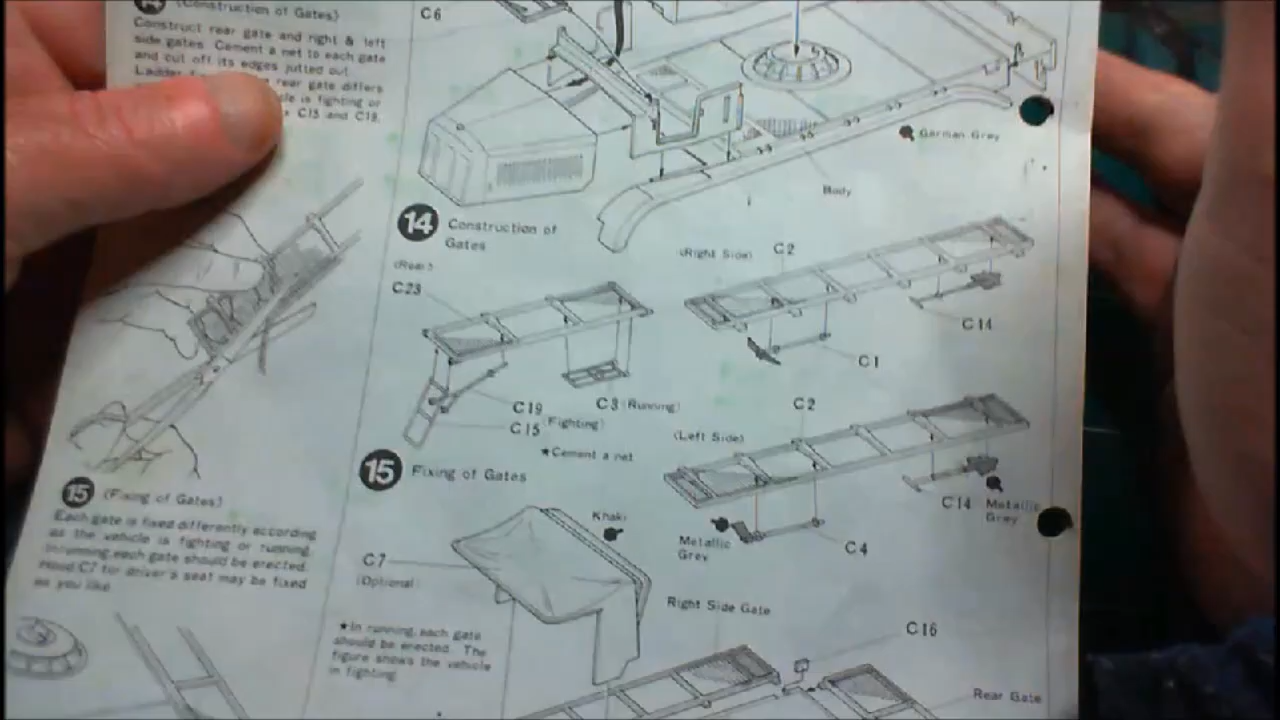 14 (Construction of Gates)
Construct rear gate and right & left
side gates. Cement a net to each gate
and cut off its edges jutted out.
Ladder
rear gate differs
is fighting or
C15 and C19.
15 (Fixing of Gates)
Each gate is fixed differently according
as the vehicle is fighting or running.
In running each gate should be erected.
Hood C7 for driver's seat may be fixed
as you like.
C6
German Grey
Body
14 Construction of
Gates
(Rear)
C23
C19
C15 (Fighting)
C3 (Running)
★Cement a net
(Right Side)
C2
C14
C1
C2
(Left Side)
C14
Metallic
Grey
Metallic
Grey
C4
15 Fixing of Gates
Khaki
C7
(Optional)
★In running, each gate
should be erected. The
figure shows the vehicle
in fighting.
Right Side Gate
C16
Rear Gate